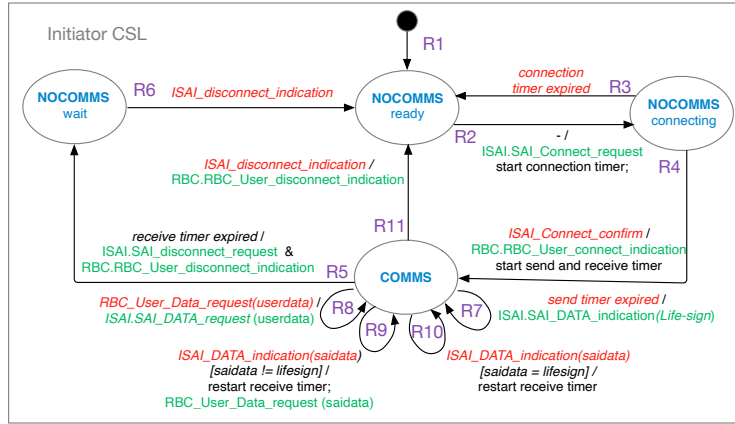 Initiator CSL
R1
R6
ISAI_disconnect_indication
NOCOMMS
wait
NOCOMMS
ready
connection
timer expired
R3
NOCOMMS
connecting
R2
- /
ISAI.SAI_Connect_request
start connection timer;
R4
ISAI_disconnect_indication /
RBC.RBC_User_disconnect_indication
R11
receive timer expired /
ISAI.SAI_disconnect_request &
RBC.RBC_User_disconnect_indication
R5
COMMS
ISAI_Connect_confirm /
RBC.RBC_User_connect_indication
start send and receive timer
RBC_User_Data_request(userdata) /
ISAI.SAI_DATA_request (userdata)
R8
R9
R10
R7
send timer expired /
ISAI.SAI_DATA_indication(Life-sign)
ISAI_DATA_indication(saidata)
[saidata != lifesign] /
restart receive timer;
RBC_User_Data_request (saidata)
ISAI_DATA_indication(saidata)
[saidata = lifesign] /
restart receive timer